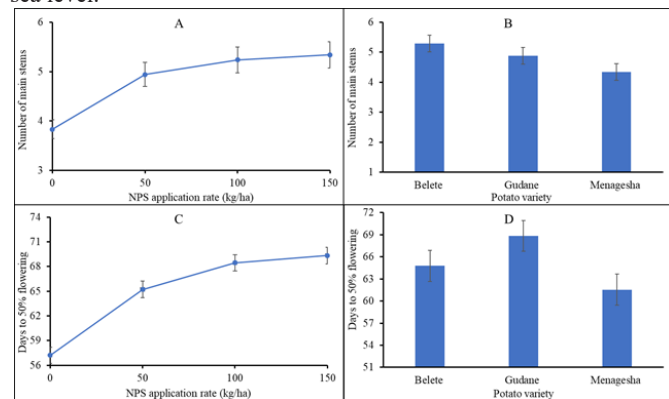 sea level.
A
Number of main stems
6
5
4
3
0
50
100
150
NPS application rate (kg/ha)
B
Number of main stems
6
5
4
3
2
1
Belete
Gudane
Menagesha
Potato variety
C
Days to 50% flowering
74
71
68
65
62
59
56
0
50
100
150
NPS application rate (kg/ha)
D
Days to 50% flowering
72
69
66
63
60
57
54
51
Belete
Gudane
Menagesha
Potato variety